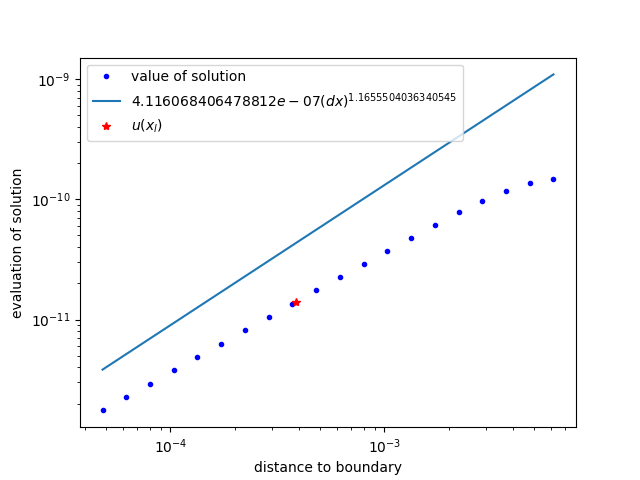 value of solution
4.116068406478812e − 07(dx)^1.1655504036340545
u(x_l)
10^−9
10^−10
10^−11
evaluation of solution
10^−4
10^−3
distance to boundary